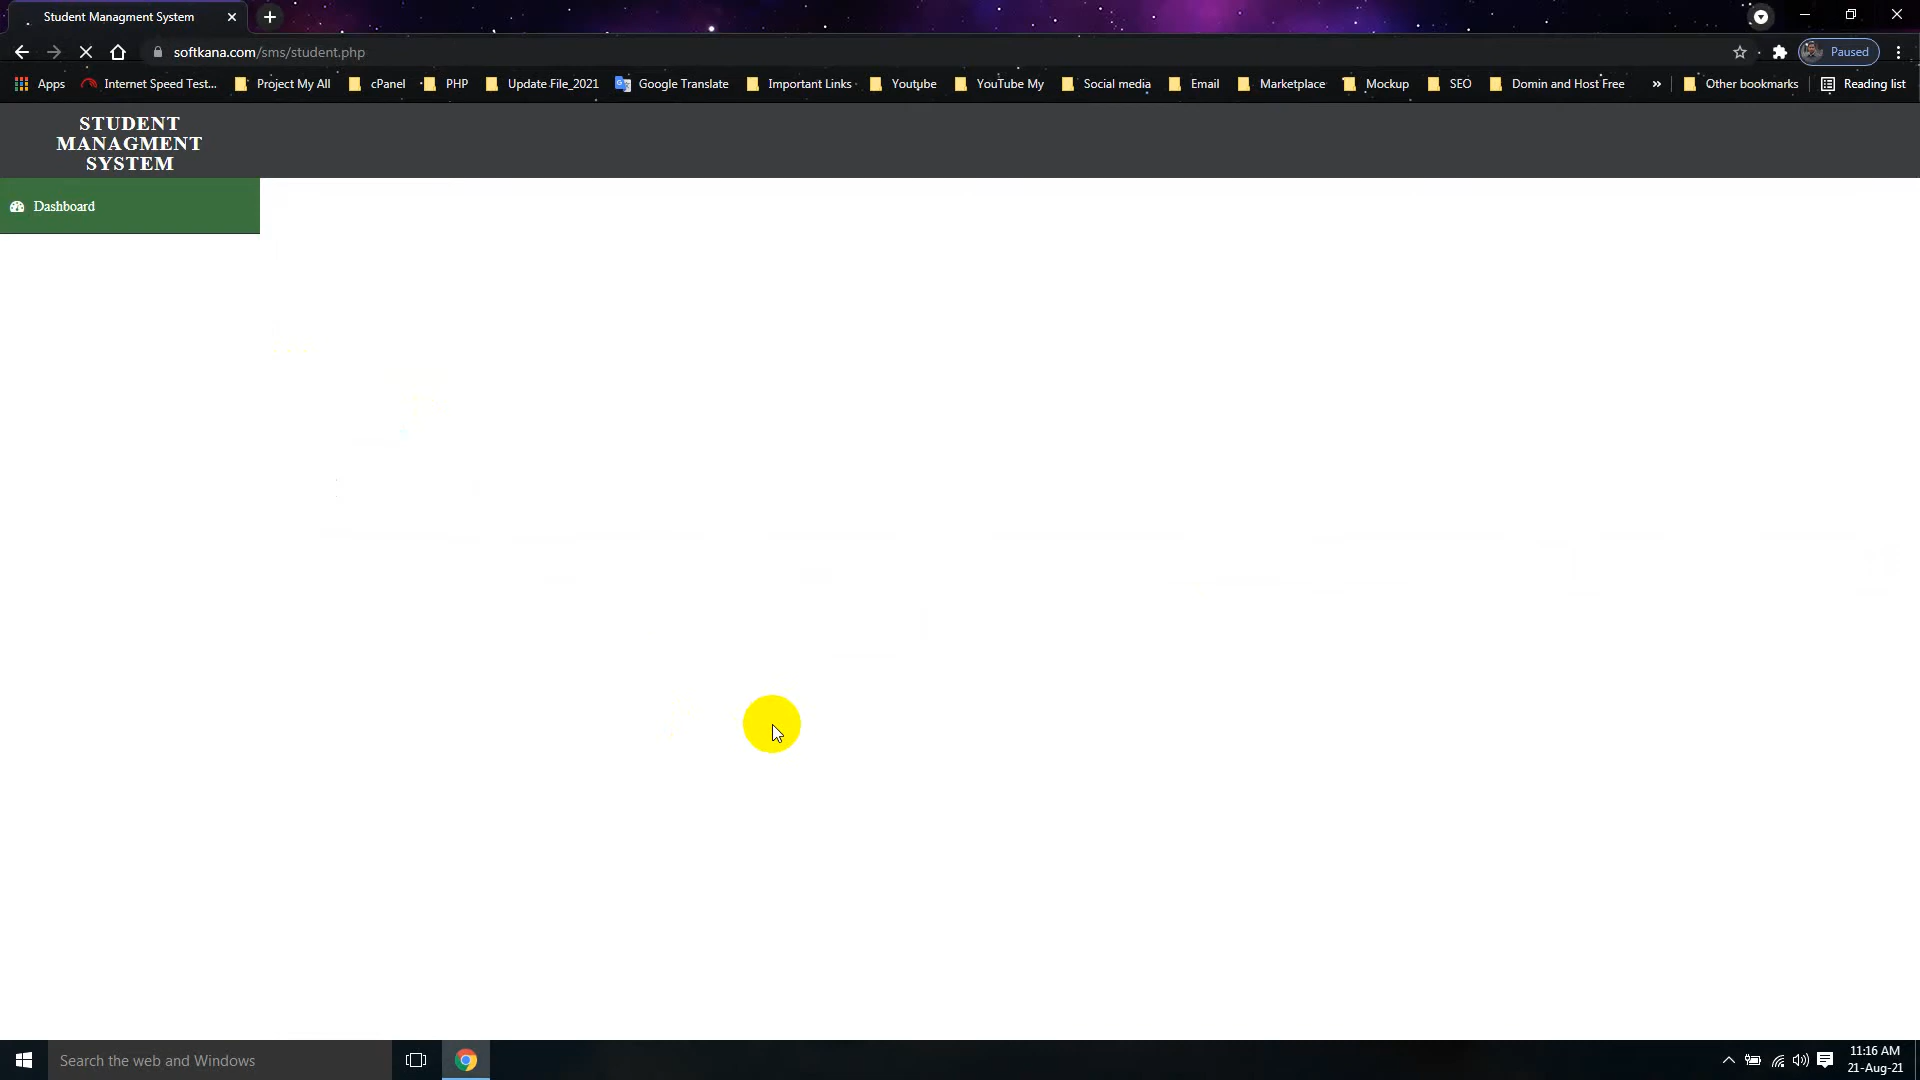 Student Managment System
softkana.com/sms/student.php
Paused
Apps
Internet Speed Test...
Project My All
cPanel
PHP
Update File_2021
Google Translate
Important Links
Youtube
YouTube My
Social media
Email
Marketplace
Mockup
SEO
Domin and Host Free
»
Other bookmarks
Reading list
STUDENT
MANAGMENT
SYSTEM
Dashboard
Search the web and Windows
11:16 AM
21-Aug-21